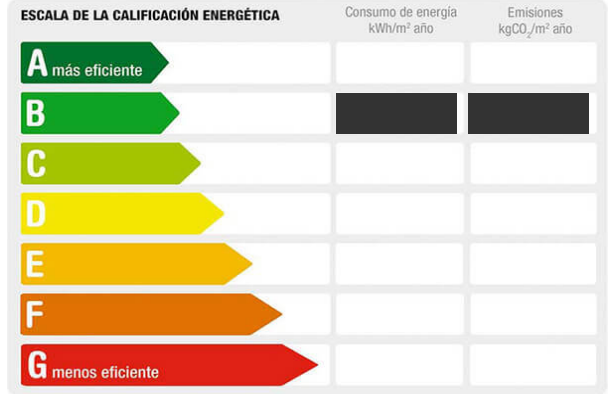 ESCALA DE LA CALIFICACIÓN ENERGÉTICA
Consumo de energía
kWh/m² año
Emisiones
kgCO₂/m² año
A más eficiente
B
C
D
E
F
G menos eficiente